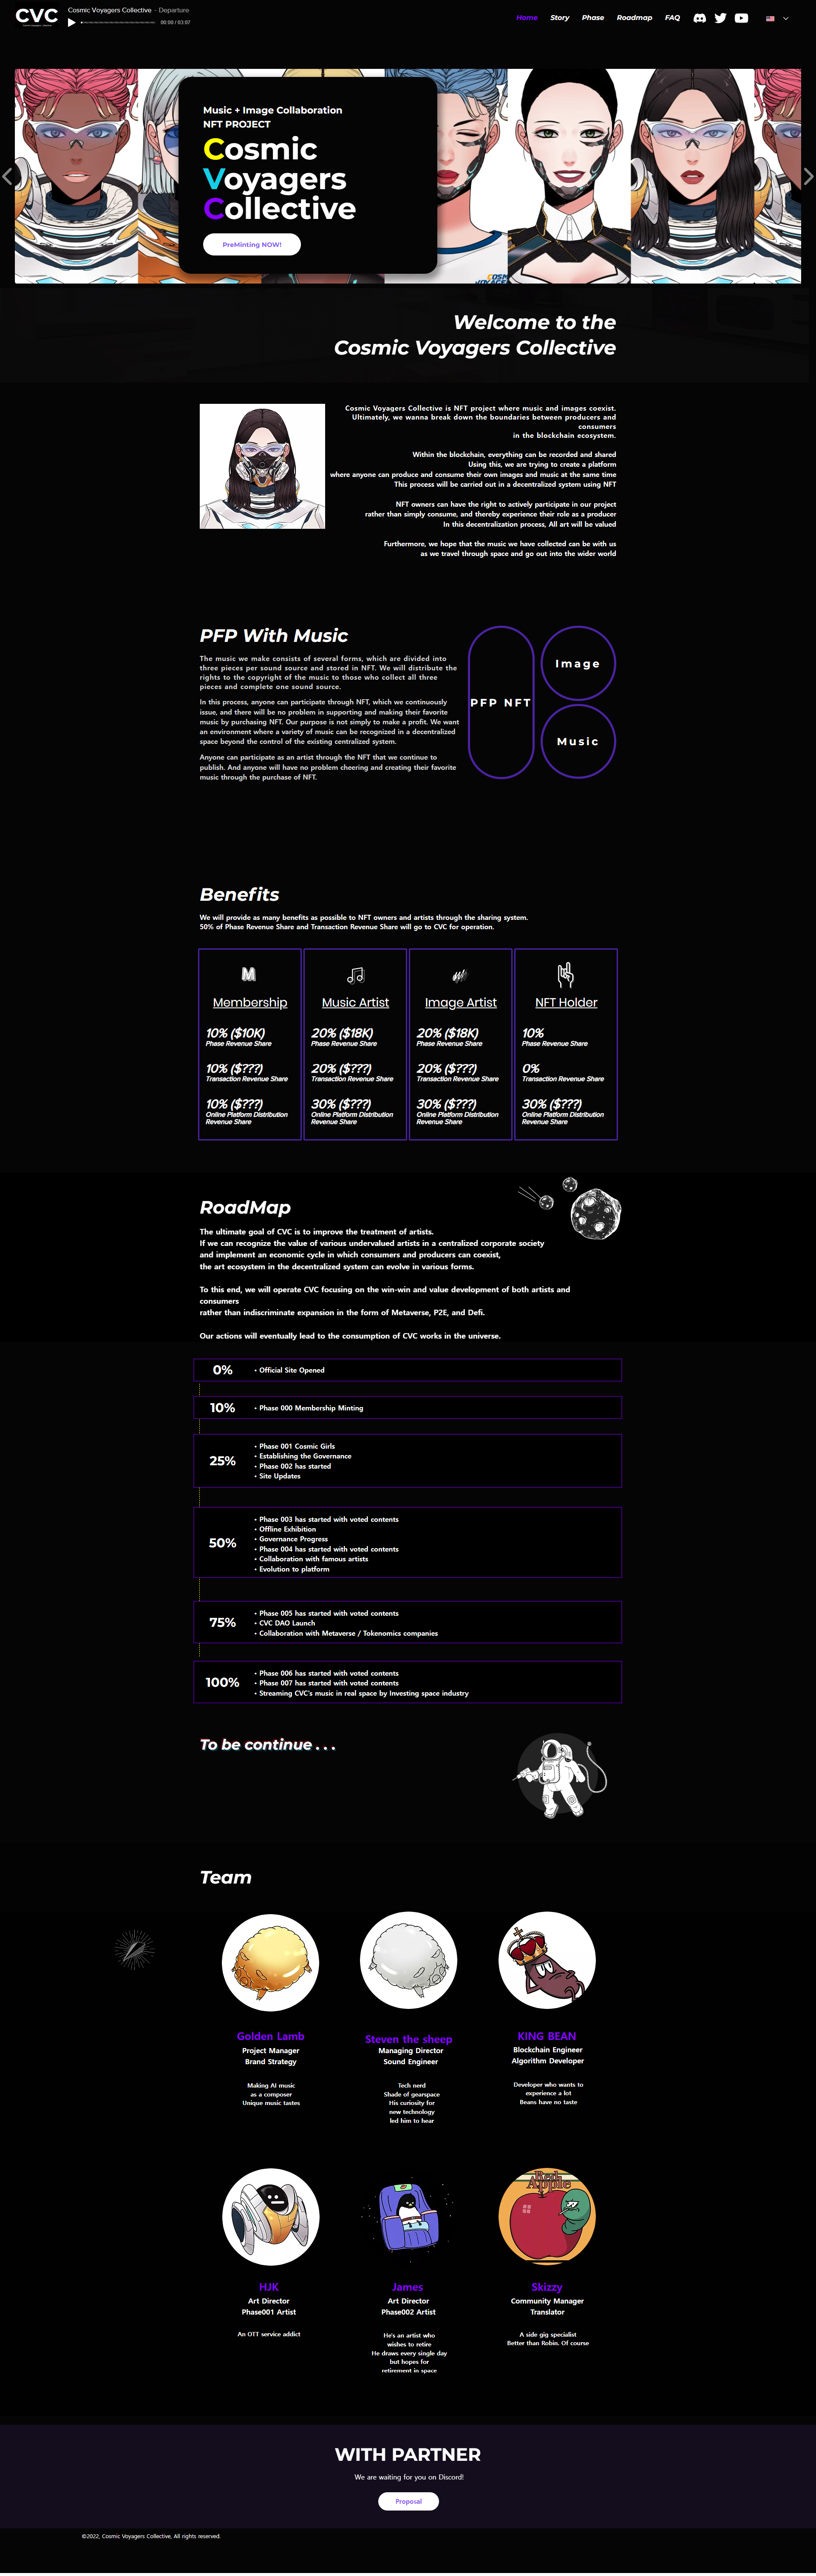 CVC
Cosmic Voyagers Collective - Departure
00:00 / 03:07
Home
Story
Phase
Roadmap
FAQ
Music + Image Collaboration
NFT PROJECT
Cosmic
Voyagers
Collective
PreMinting NOW!
Welcome to the
Cosmic Voyagers Collective
Cosmic Voyagers Collective is NFT project where music and images coexist.
Ultimately, we wanna break down the boundaries between producers and
consumers
in the blockchain ecosystem.
Within the blockchain, everything can be recorded and shared
Using this, we are trying to create a platform
where anyone can produce and consume their own images and music at the same time
This process will be carried out in a decentralized system using NFT
NFT owners can have the right to actively participate in our project
rather than simply consume, and thereby experience their role as a producer
In this decentralization process, All art will be valued
Furthermore, we hope that the music we have collected can be with us
as we travel through space and go out into the wider world
PFP With Music
The music we make consists of several forms, which are divided into
three pieces per sound source and stored in NFT. We will distribute the
rights to the copyright of the music to those who collect all three
pieces and complete one sound source.
In this process, anyone can participate through NFT, which we continuously
issue, and there will be no problem in supporting and making their favorite
music by purchasing NFT. Our purpose is not simply to make a profit. We want
an environment where a variety of music can be recognized in a decentralized
space beyond the control of the existing centralized system.
Anyone can participate as an artist through the NFT that we continue to
publish. And anyone will have no problem cheering and creating their favorite
music through the purchase of NFT.
PFP NFT
Image
Music
Benefits
We will provide as many benefits as possible to NFT owners and artists through the sharing system.
50% of Phase Revenue Share and Transaction Revenue Share will go to CVC for operation.
Membership
10% ($10K)
Phase Revenue Share
10% ($???)
Transaction Revenue Share
10% ($???)
Online Platform Distribution
Revenue Share
Music Artist
20% ($18K)
Phase Revenue Share
20% ($???)
Transaction Revenue Share
30% ($???)
Online Platform Distribution
Revenue Share
Image Artist
20% ($18K)
Phase Revenue Share
20% ($???)
Transaction Revenue Share
30% ($???)
Online Platform Distribution
Revenue Share
NFT Holder
10%
Phase Revenue Share
0%
Transaction Revenue Share
30% ($???)
Online Platform Distribution
Revenue Share
RoadMap
The ultimate goal of CVC is to improve the treatment of artists.
If we can recognize the value of various undervalued artists in a centralized corporate society
and implement an economic cycle in which consumers and producers can coexist,
the art ecosystem in the decentralized system can evolve in various forms.
To this end, we will operate CVC focusing on the win-win and value development of both artists and
consumers
rather than indiscriminate expansion in the form of Metaverse, P2E, and Defi.
Our actions will eventually lead to the consumption of CVC works in the universe.
0%
• Official Site Opened
10%
• Phase 000 Membership Minting
25%
• Phase 001 Cosmic Girls
• Establishing the Governance
• Phase 002 has started
• Site Updates
50%
• Phase 003 has started with voted contents
• Offline Exhibition
• Governance Progress
• Phase 004 has started with voted contents
• Collaboration with famous artists
• Evolution to platform
75%
• Phase 005 has started with voted contents
• CVC DAO Launch
• Collaboration with Metaverse / Tokenomics companies
100%
• Phase 006 has started with voted contents
• Phase 007 has started with voted contents
• Streaming CVC's music in real space by Investing space industry
To be continue . . .
Team
Golden Lamb
Project Manager
Brand Strategy
Making AI music
as a composer
Unique music tastes
Steven the sheep
Managing Director
Sound Engineer
Tech nerd
Shade of gearspace
His curiosity for
new technology
led him to hear
KING BEAN
Blockchain Engineer
Algorithm Developer
Developer who wants to
experience a lot
Beans have no taste
HJK
Art Director
Phase001 Artist
An OTT service addict
James
Art Director
Phase002 Artist
He's an artist who
wishes to retire
He draws every single day
but hopes for
retirement in space
Apple
Skizzy
Community Manager
Translator
A side gig specialist
Better than Robin. Of course
WITH PARTNER
We are waiting for you on Discord!
Proposal
©2022, Cosmic Voyagers Collective, All rights reserved.